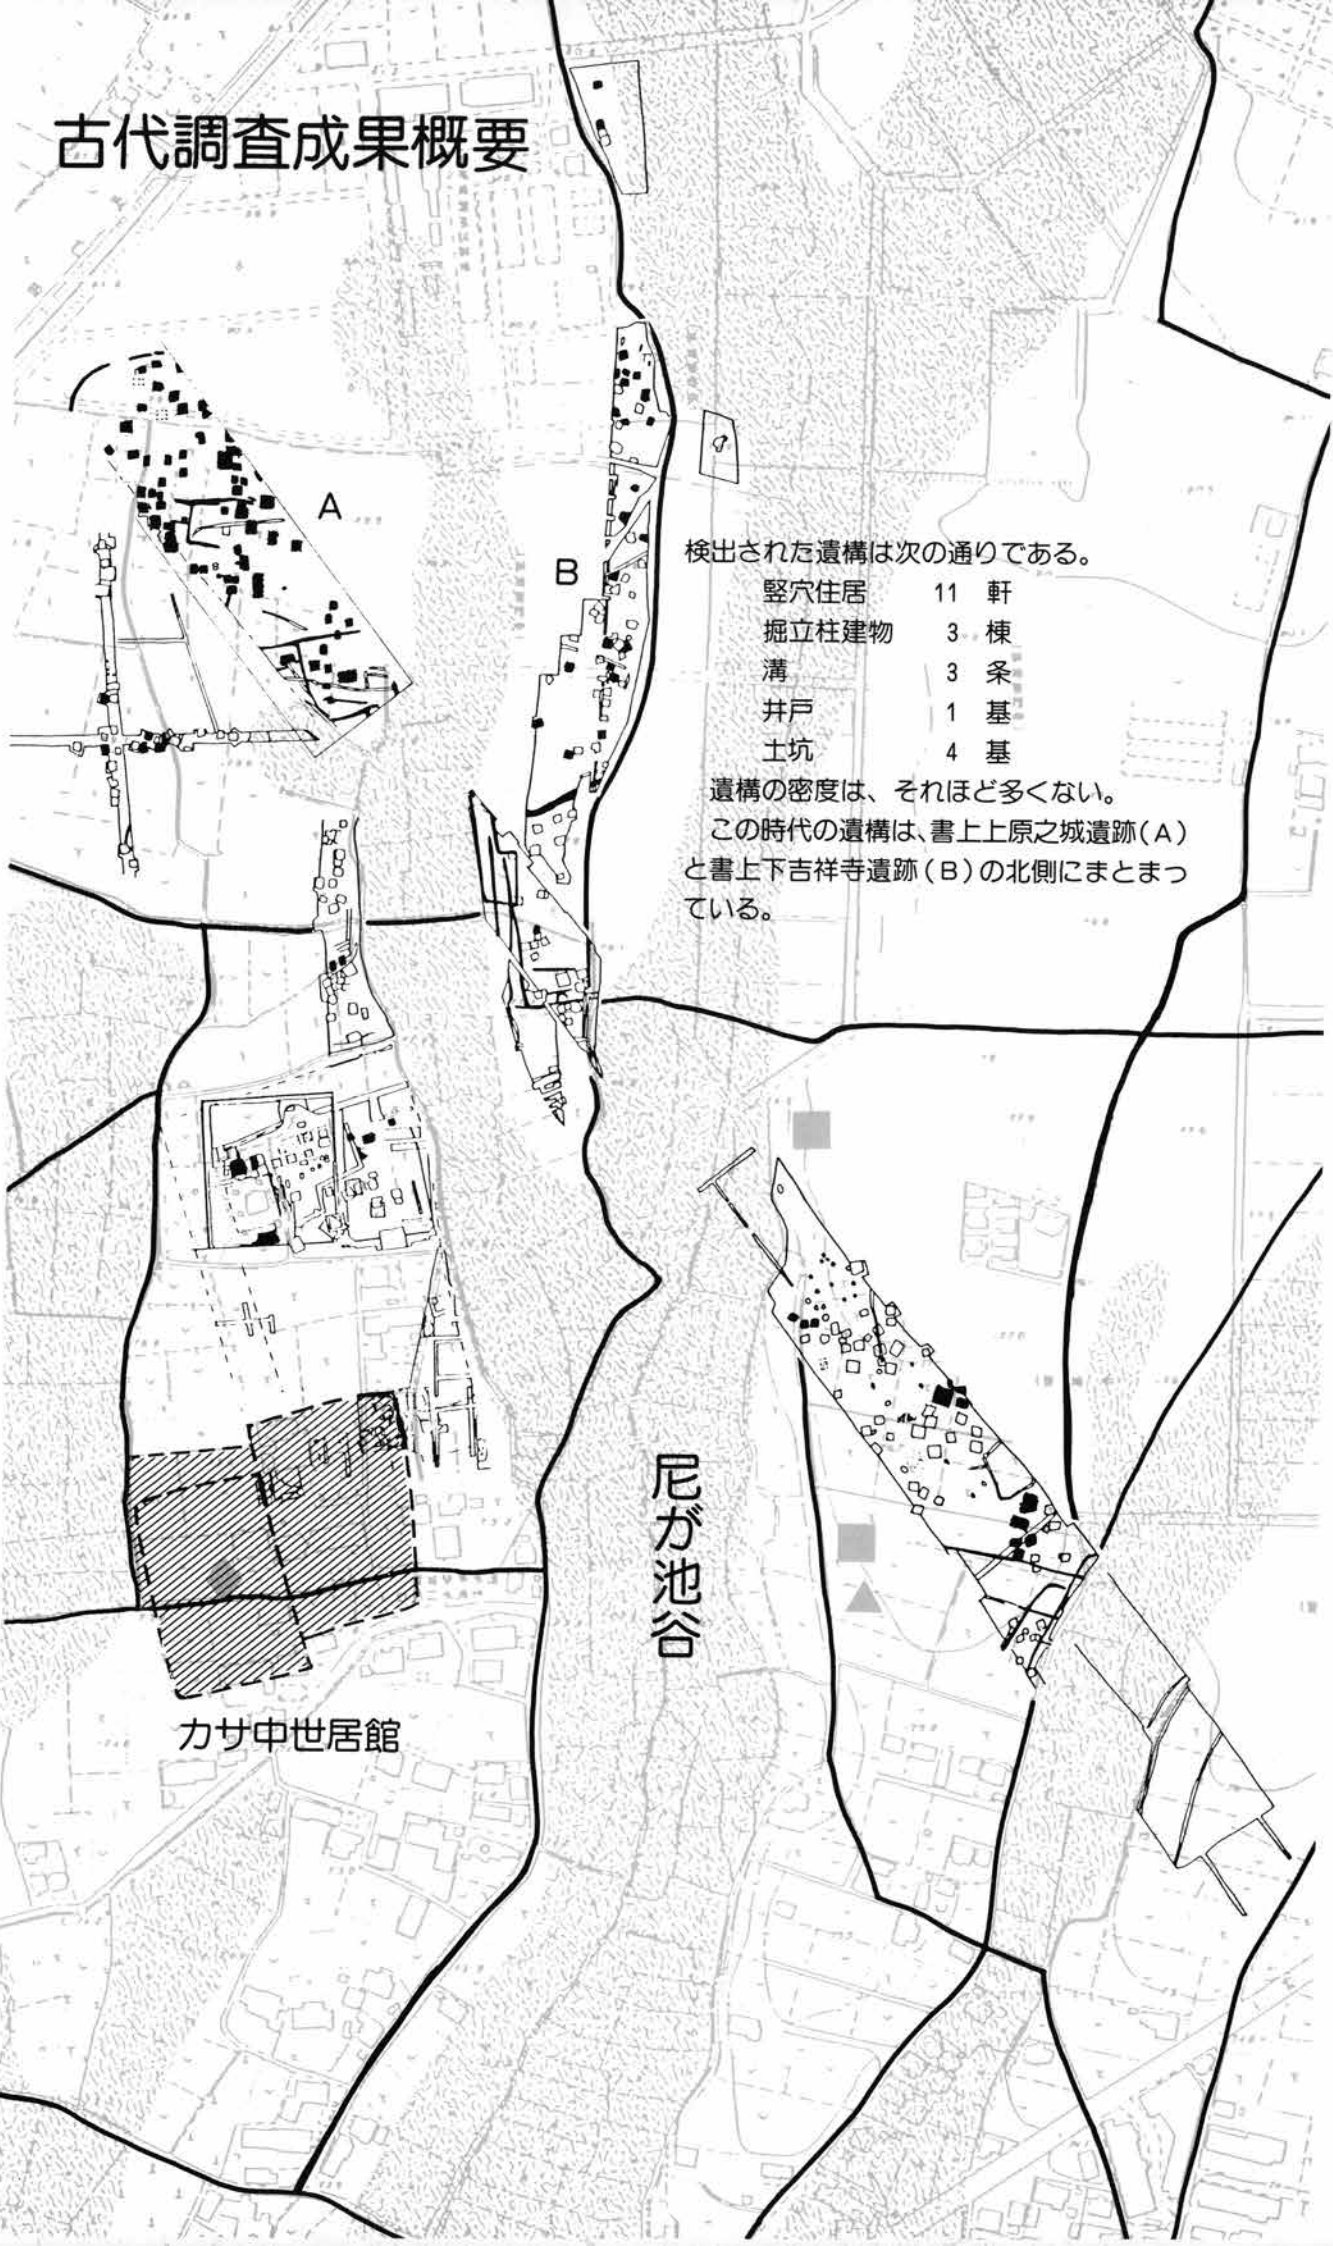 古代調査成果概要
A
B
検出された遺構は次の通りである。
竪穴住居 11 軒
掘立柱建物 3 棟
溝 3 条
井戸 1 基
土坑 4 基
遺構の密度は、それほど多くない。
この時代の遺構は、書上上原之城遺跡(A)
と書上下吉祥寺遺跡(B)の北側にまとまっ
ている。
尼が池谷
カサ中世居館